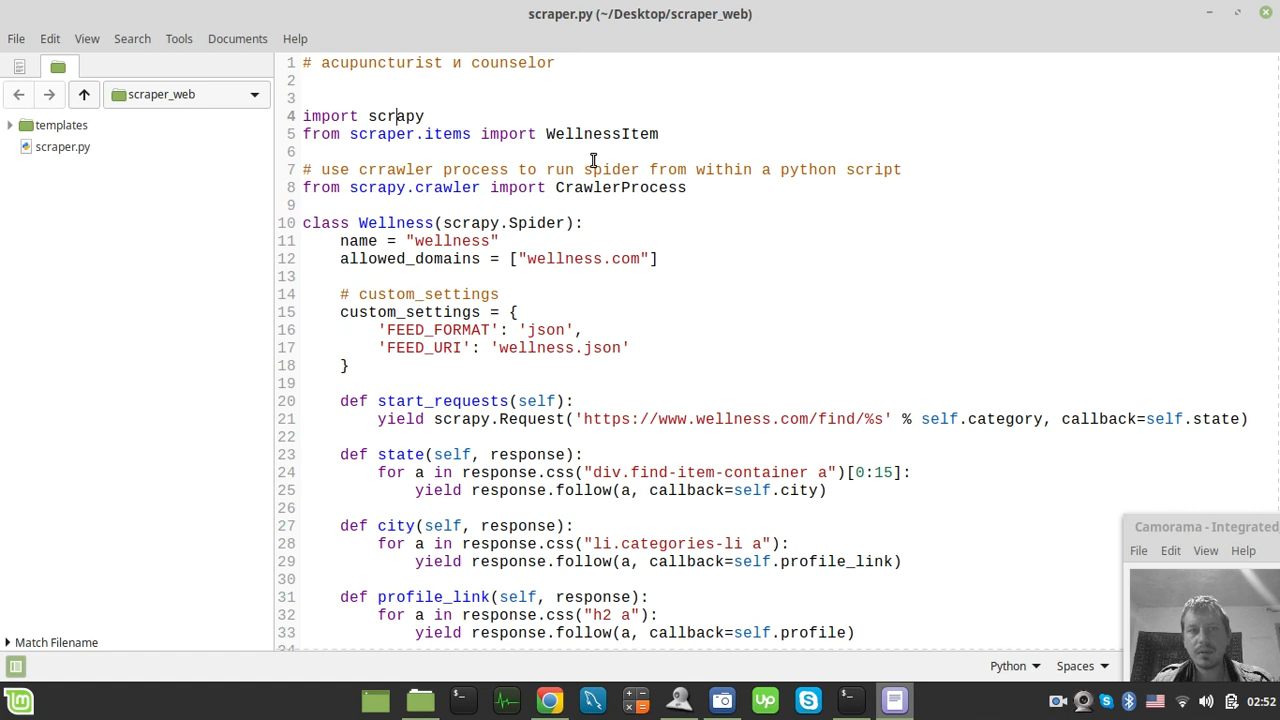 scraper.py (~/Desktop/scraper_web)
File Edit View Search Tools Documents Help
scraper_web
templates
scraper.py
Match Filename
1 # acupuncturist и counselor
2
3
4 import scrapy
5 from scraper.items import WellnessItem
6
7 # use crrawler process to run spider from within a python script
8 from scrapy.crawler import CrawlerProcess
9
10 class Wellness(scrapy.Spider):
11     name = "wellness"
12     allowed_domains = ["wellness.com"]
13
14     # custom_settings
15     custom_settings = {
16         'FEED_FORMAT': 'json',
17         'FEED_URI': 'wellness.json'
18     }
19
20     def start_requests(self):
21         yield scrapy.Request('https://www.wellness.com/find/%s' % self.category, callback=self.state)
22
23     def state(self, response):
24         for a in response.css("div.find-item-container a")[0:15]:
25             yield response.follow(a, callback=self.city)
26
27     def city(self, response):
28         for a in response.css("li.categories-li a"):
29             yield response.follow(a, callback=self.profile_link)
30
31     def profile_link(self, response):
32         for a in response.css("h2 a"):
33             yield response.follow(a, callback=self.profile)
34
Camorama - Integrated
File Edit View Help
Python Spaces
Up
02:52